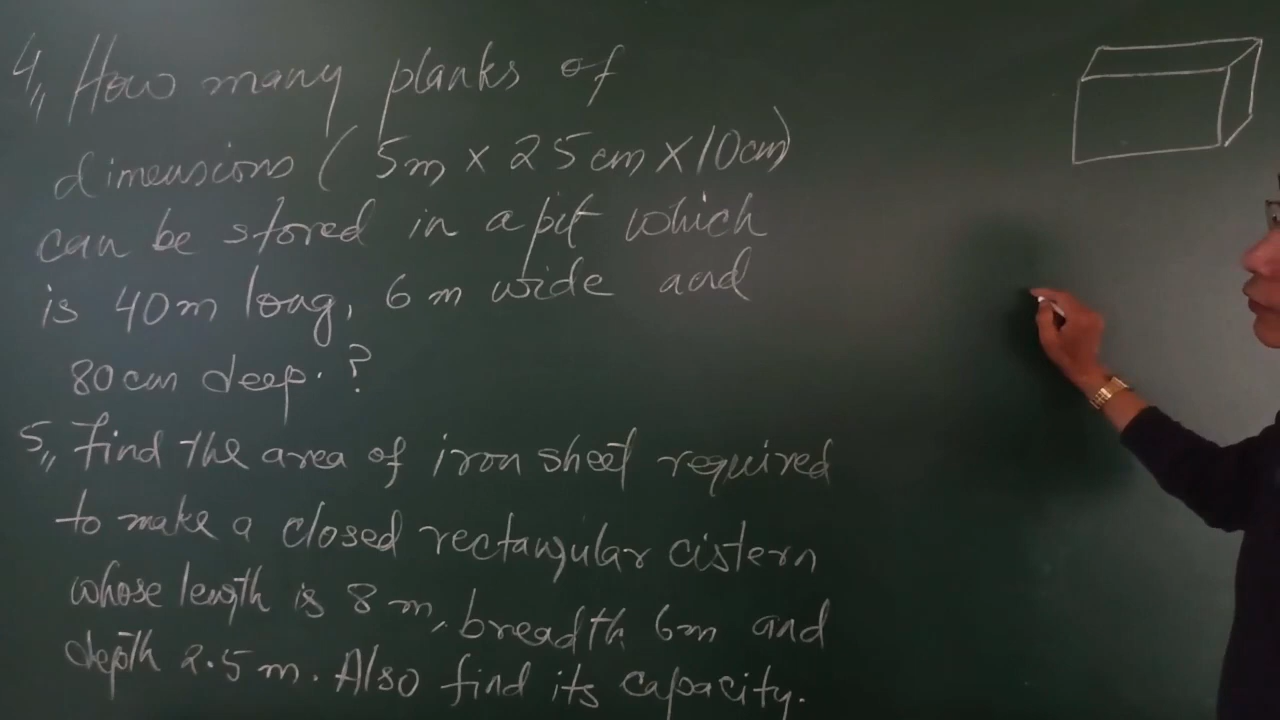 4,, How many planks of
dimensions (5m × 25cm × 10cm)
can be stored in a pit which
is 40m long, 6m wide and
80cm deep. ?
5,, Find the area of iron sheet required
to make a closed rectangular cistern
whose length is 8m, breadth 6m and
depth 2.5m. Also find its capacity.